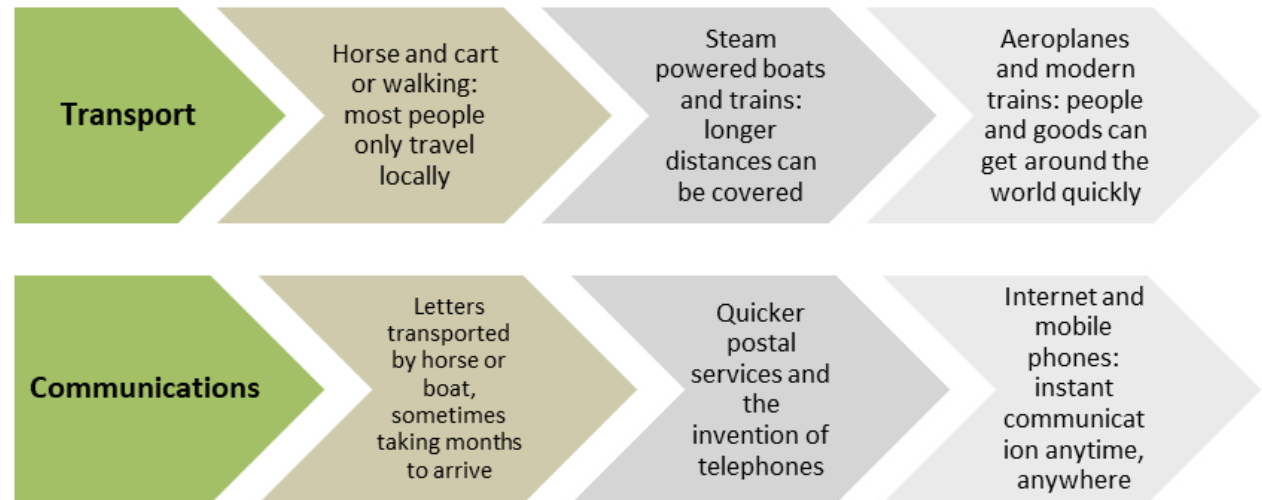 Transport
Horse and cart
or walking:
most people
only travel
locally
Steam
powered boats
and trains:
longer
distances can
be covered
Aeroplanes
and modern
trains: people
and goods can
get around the
world quickly
Communications
Letters
transported
by horse or
boat,
sometimes
taking months
to arrive
Quicker
postal
services and
the
invention of
telephones
Internet and
mobile
phones:
instant
communicat
ion anytime,
anywhere